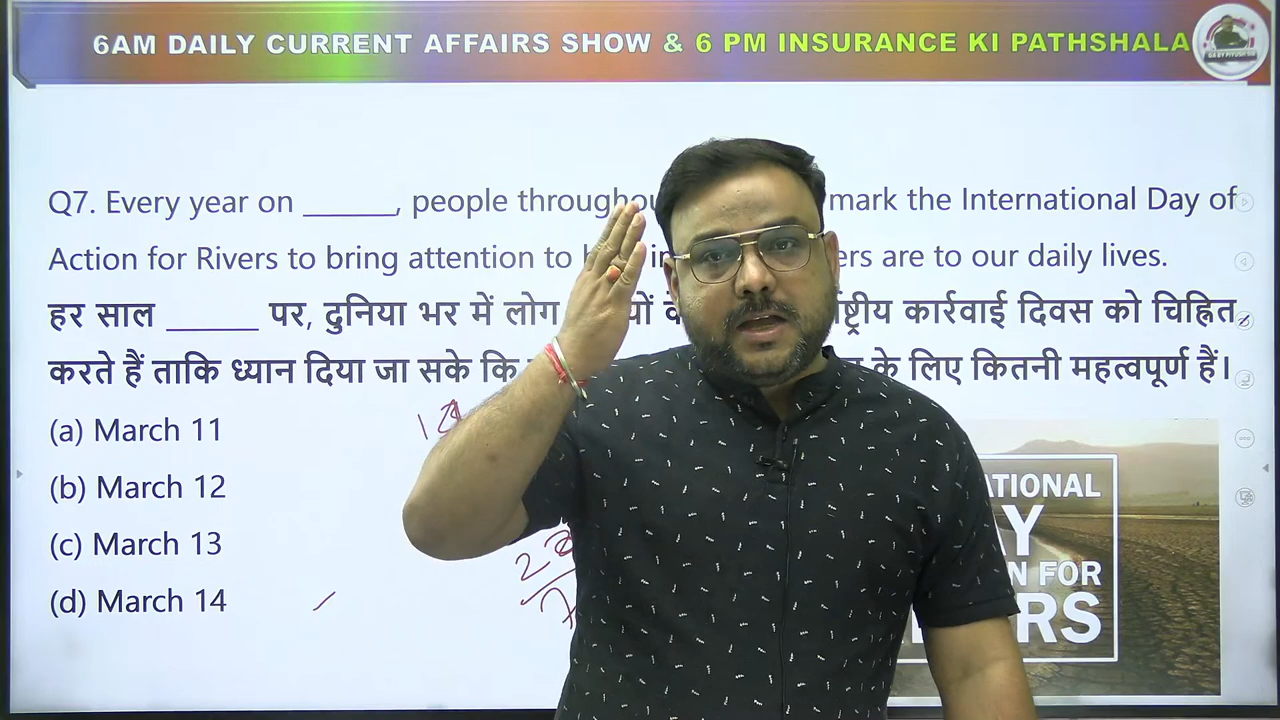 6AM DAILY CURRENT AFFAIRS SHOW & 6 PM INSURANCE KI PATHSHALA
Q7. Every year on ______, people throughou mark the International Day of
Action for Rivers to bring attention to are to our daily lives.
हर साल ______ पर, दुनिया भर में लोग कार्रवाई दिवस को चिह्नित
करते हैं ताकि ध्यान दिया जा सके कि के लिए कितनी महत्वपूर्ण हैं।
(a) March 11
(b) March 12
(c) March 13
(d) March 14
22
7
ATIONAL
Y
N FOR
RS